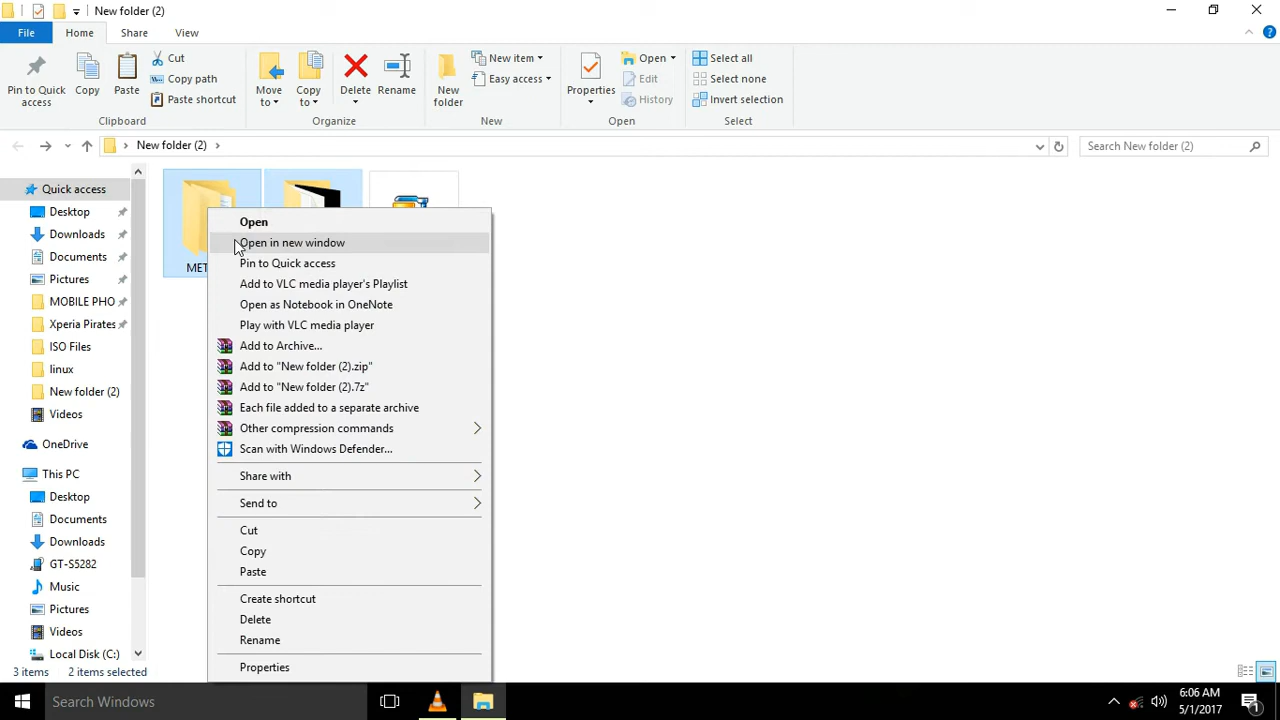 New folder (2)
File
Home
Share
View
Pin to Quick access
Copy
Paste
Cut
Copy path
Paste shortcut
Clipboard
Move to
Copy to
Delete
Rename
Organize
New folder
New item
Easy access
New
Properties
Open
Edit
History
Open
Select all
Select none
Invert selection
Select
New folder (2)
Search New folder (2)
Quick access
Desktop
Downloads
Documents
Pictures
MOBILE PHO
Xperia Pirates
ISO Files
linux
New folder (2)
Videos
OneDrive
This PC
Desktop
Documents
Downloads
GT-S5282
Music
Pictures
Videos
Local Disk (C:)
MET
Open
Open in new window
Pin to Quick access
Add to VLC media player's Playlist
Open as Notebook in OneNote
Play with VLC media player
Add to Archive...
Add to "New folder (2).zip"
Add to "New folder (2).7z"
Each file added to a separate archive
Other compression commands
Scan with Windows Defender...
Share with
Send to
Cut
Copy
Paste
Create shortcut
Delete
Rename
Properties
3 items 2 items selected
Search Windows
6:06 AM
5/1/2017
1